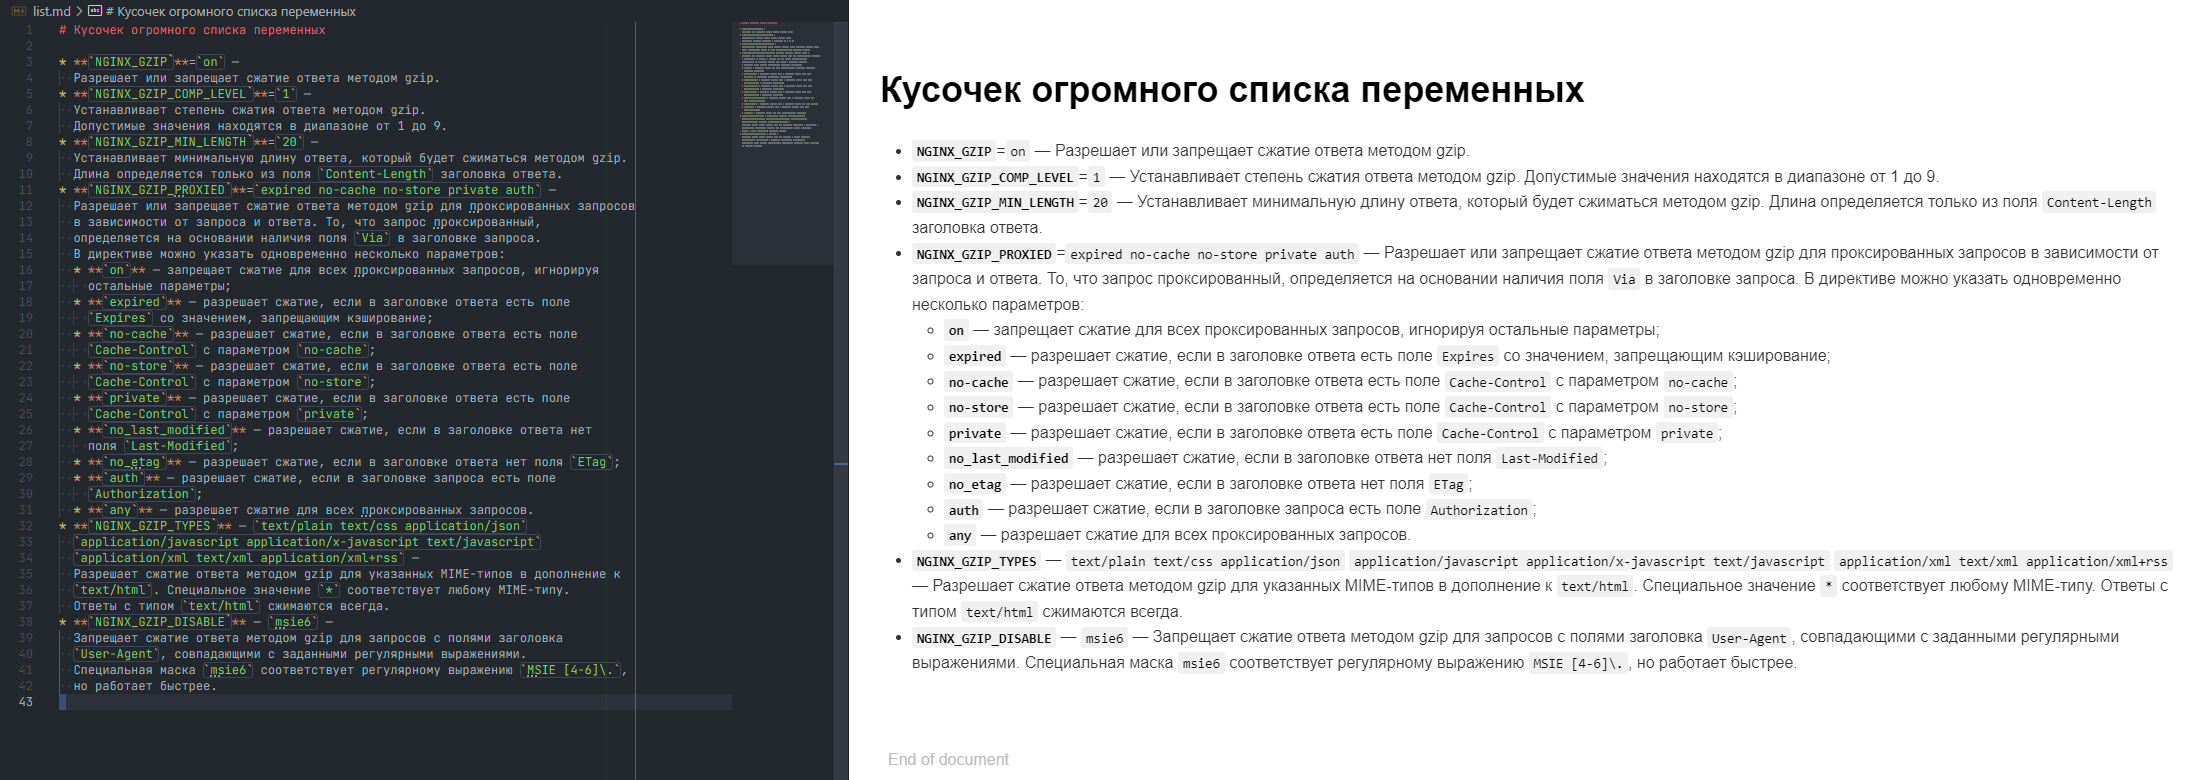 list.md > # Кусочек огромного списка переменных
1 # Кусочек огромного списка переменных
2
3 * **`NGINX_GZIP`**=`on` —
4 Разрешает или запрещает сжатие ответа методом gzip.
5 * **`NGINX_GZIP_COMP_LEVEL`**=`1` —
6 Устанавливает степень сжатия ответа методом gzip.
7 Допустимые значения находятся в диапазоне от 1 до 9.
8 * **`NGINX_GZIP_MIN_LENGTH`**=`20` —
9 Устанавливает минимальную длину ответа, который будет сжиматься методом gzip.
10 Длина определяется только из поля `Content-Length` заголовка ответа.
11 * **`NGINX_GZIP_PROXIED`**=`expired no-cache no-store private auth` —
12 Разрешает или запрещает сжатие ответа методом gzip для проксированных запросов
13 в зависимости от запроса и ответа. То, что запрос проксированный,
14 определяется на основании наличия поля `Via` в заголовке запроса.
15 В директиве можно указать одновременно несколько параметров:
16 * **`on`** — запрещает сжатие для всех проксированных запросов, игнорируя
17 остальные параметры;
18 * **`expired`** — разрешает сжатие, если в заголовке ответа есть поле
19 `Expires` со значением, запрещающим кэширование;
20 * **`no-cache`** — разрешает сжатие, если в заголовке ответа есть поле
21 `Cache-Control` с параметром `no-cache`;
22 * **`no-store`** — разрешает сжатие, если в заголовке ответа есть поле
23 `Cache-Control` с параметром `no-store`;
24 * **`private`** — разрешает сжатие, если в заголовке ответа есть поле
25 `Cache-Control` с параметром `private`;
26 * **`no_last_modified`** — разрешает сжатие, если в заголовке ответа нет
27 поля `Last-Modified`;
28 * **`no_etag`** — разрешает сжатие, если в заголовке ответа нет поля `ETag`;
29 * **`auth`** — разрешает сжатие, если в заголовке запроса есть поле
30 `Authorization`;
31 * **`any`** — разрешает сжатие для всех проксированных запросов.
32 * **`NGINX_GZIP_TYPES`** — `text/plain text/css application/json`
33 `application/javascript application/x-javascript text/javascript`
34 `application/xml text/xml application/xml+rss` —
35 Разрешает сжатие ответа методом gzip для указанных MIME-типов в дополнение к
36 `text/html`. Специальное значение `*` соответствует любому MIME-типу.
37 Ответы с типом `text/html` сжимаются всегда.
38 * **`NGINX_GZIP_DISABLE`** — `msie6` —
39 Запрещает сжатие ответа методом gzip для запросов с полями заголовка
40 `User-Agent`, совпадающими с заданными регулярными выражениями.
41 Специальная маска `msie6` соответствует регулярному выражению `MSIE [4-6]\.`,
42 но работает быстрее.
43
Кусочек огромного списка переменных
• NGINX_GZIP=on — Разрешает или запрещает сжатие ответа методом gzip.
• NGINX_GZIP_COMP_LEVEL=1 — Устанавливает степень сжатия ответа методом gzip. Допустимые значения находятся в диапазоне от 1 до 9.
• NGINX_GZIP_MIN_LENGTH=20 — Устанавливает минимальную длину ответа, который будет сжиматься методом gzip. Длина определяется только из поля Content-Length
заголовка ответа.
• NGINX_GZIP_PROXIED=expired no-cache no-store private auth — Разрешает или запрещает сжатие ответа методом gzip для проксированных запросов в зависимости от
запроса и ответа. То, что запрос проксированный, определяется на основании наличия поля Via в заголовке запроса. В директиве можно указать одновременно
несколько параметров:
◦ on — запрещает сжатие для всех проксированных запросов, игнорируя остальные параметры;
◦ expired — разрешает сжатие, если в заголовке ответа есть поле Expires со значением, запрещающим кэширование;
◦ no-cache — разрешает сжатие, если в заголовке ответа есть поле Cache-Control с параметром no-cache;
◦ no-store — разрешает сжатие, если в заголовке ответа есть поле Cache-Control с параметром no-store;
◦ private — разрешает сжатие, если в заголовке ответа есть поле Cache-Control с параметром private;
◦ no_last_modified — разрешает сжатие, если в заголовке ответа нет поля Last-Modified;
◦ no_etag — разрешает сжатие, если в заголовке ответа нет поля ETag;
◦ auth — разрешает сжатие, если в заголовке запроса есть поле Authorization;
◦ any — разрешает сжатие для всех проксированных запросов.
• NGINX_GZIP_TYPES — text/plain text/css application/json application/javascript application/x-javascript text/javascript application/xml text/xml application/xml+rss
— Разрешает сжатие ответа методом gzip для указанных MIME-типов в дополнение к text/html. Специальное значение * соответствует любому MIME-типу. Ответы с
типом text/html сжимаются всегда.
• NGINX_GZIP_DISABLE — msie6 — Запрещает сжатие ответа методом gzip для запросов с полями заголовка User-Agent, совпадающими с заданными регулярными
выражениями. Специальная маска msie6 соответствует регулярному выражению MSIE [4-6]\., но работает быстрее.
End of document